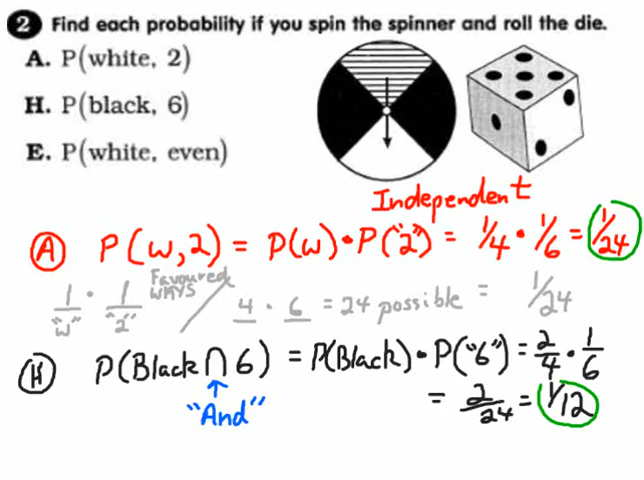 2 Find each probability if you spin the spinner and roll the die.
A. P(white, 2)
H. P(black, 6)
E. P(white, even)
Independent
A P(W,2) = P(W)•P("2") = 1/4 • 1/6 = 1/24
1/"W" • 1/"2" Favoured WAYS / 4 • 6 = 24 possible = 1/24
H P(Black ∩ 6) = P(Black) • P("6") = 2/4 • 1/6
"And" = 2/24 = 1/12